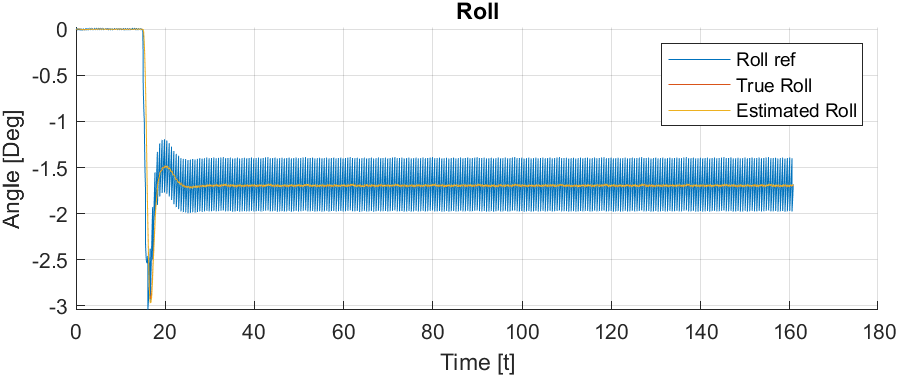 Roll
Roll ref
True Roll
Estimated Roll
Angle [Deg]
0
-0.5
-1
-1.5
-2
-2.5
-3
0 20 40 60 80 100 120 140 160 180
Time [t]